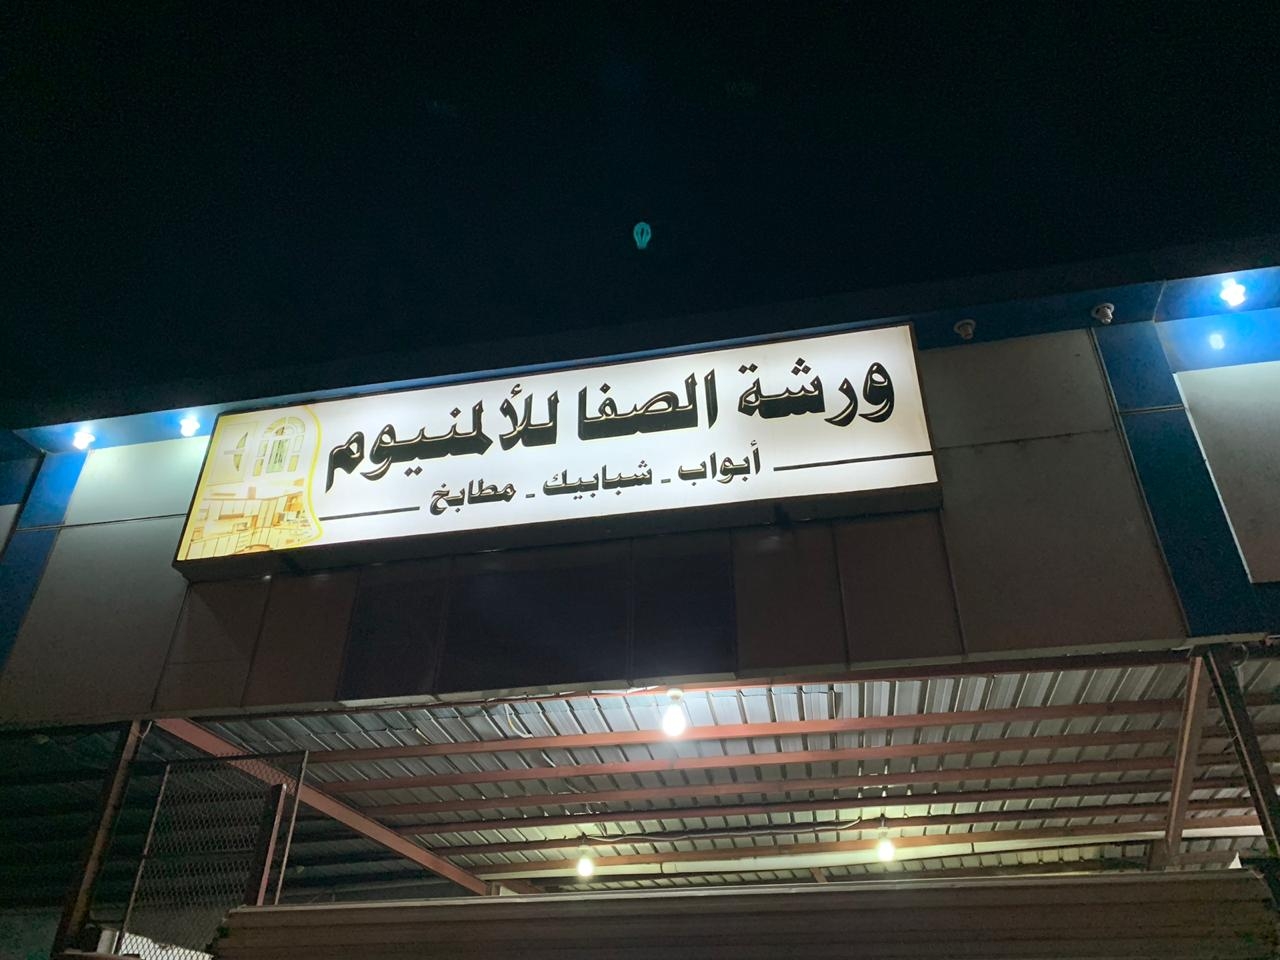 ورشة الصفا للألمنيوم
أبواب - شبابيك - مطابخ